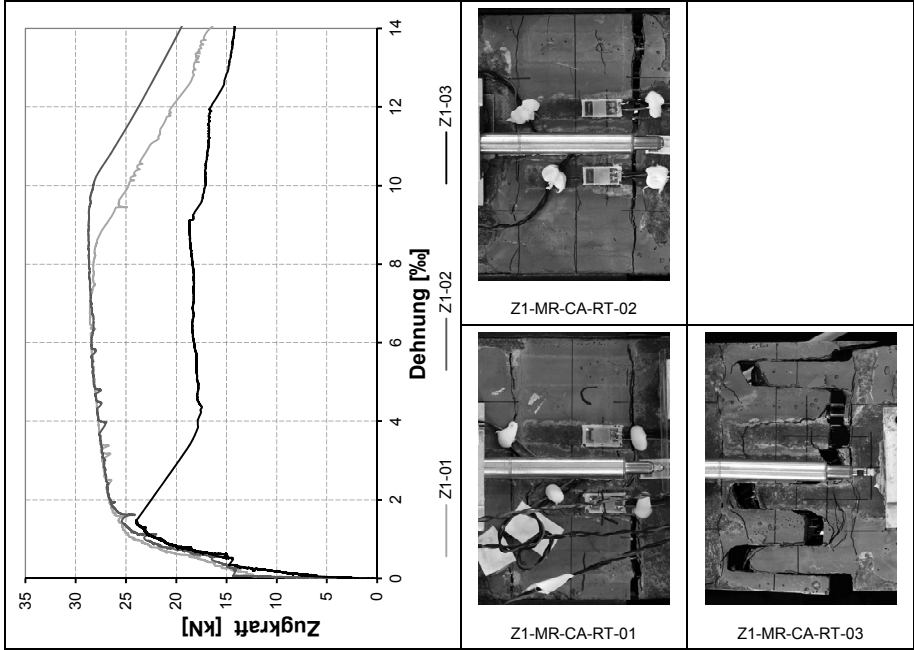 Zugkraft [kN]
35
30
25
20
15
10
5
0
0
2
4
6
8
10
12
14
Dehnung [‰]
Z1-01
Z1-02
Z1-03
Z1-MR-CA-RT-01
Z1-MR-CA-RT-02
Z1-MR-CA-RT-03